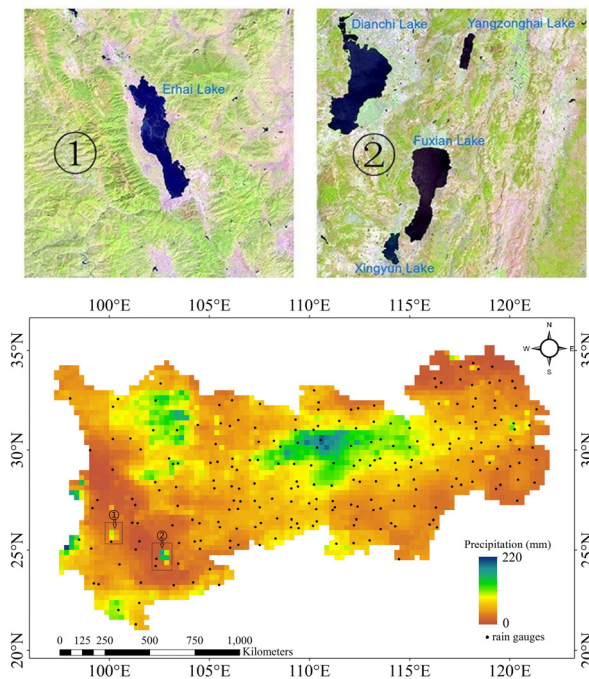 Erhai Lake
①
Dianchi Lake
Yangzonghai Lake
②
Fuxian Lake
Xingyun Lake
100°E 105°E 110°E 115°E 120°E
35°N
30°N
25°N
20°N
N
W E
S
①
②
Precipitation (mm)
220
0
rain gauges
0 125 250 500 750 1,000
Kilometers